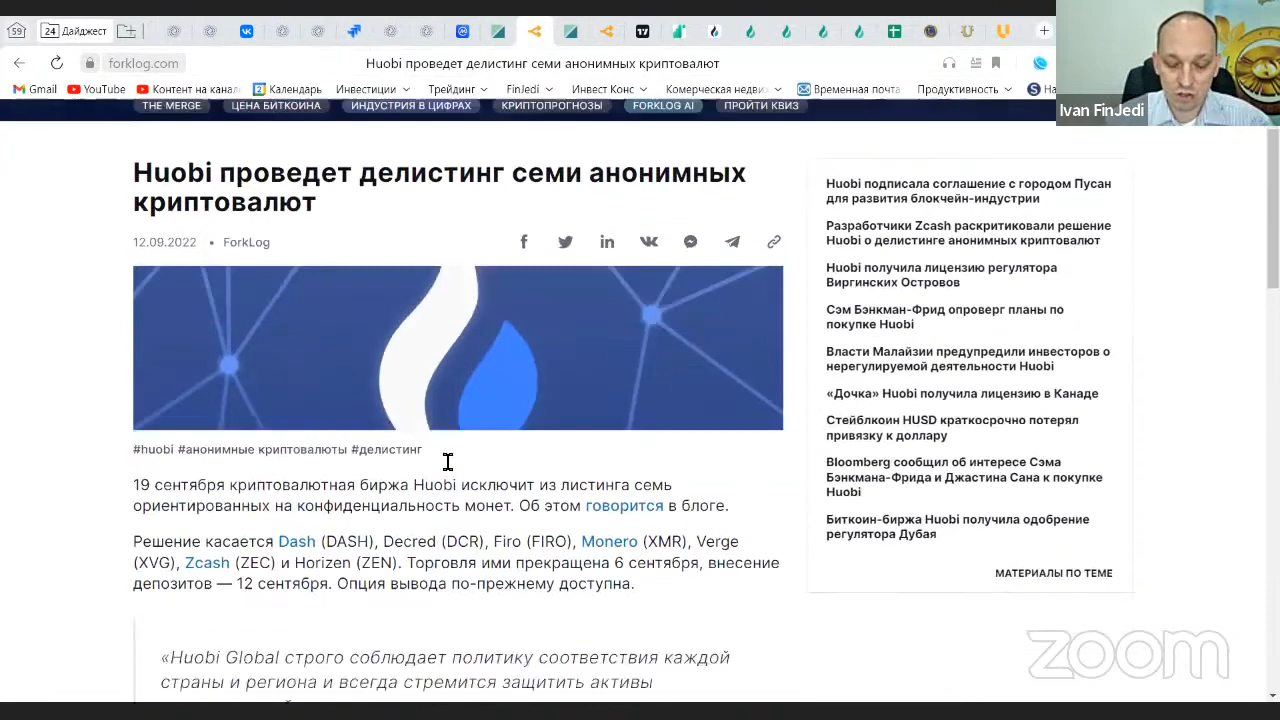 59
24 Дайджест
forklog.com
Huobi проведет делистинг семи анонимных криптовалют
Gmail
YouTube
Контент на канал
Календарь
Инвестиции
Трейдинг
FinJedi
Инвест Конс
Комерческая недви
Временная почта
Продуктивность
На
Ivan FinJedi
THE MERGE
ЦЕНА БИТКОИНА
ИНДУСТРИЯ В ЦИФРАХ
КРИПТОПРОГНОЗЫ
FORKLOG AI
ПРОЙТИ КВИЗ
Huobi проведет делистинг семи анонимных
криптовалют
12.09.2022 • ForkLog
#huobi #анонимные криптовалюты #делистинг
19 сентября криптовалютная биржа Huobi исключит из листинга семь
ориентированных на конфиденциальность монет. Об этом говорится в блоге.
Решение касается Dash (DASH), Decred (DCR), Firo (FIRO), Monero (XMR), Verge
(XVG), Zcash (ZEC) и Horizen (ZEN). Торговля ими прекращена 6 сентября, внесение
депозитов — 12 сентября. Опция вывода по-прежнему доступна.
«Huobi Global строго соблюдает политику соответствия каждой
страны и региона и всегда стремится защитить активы
Huobi подписала соглашение с городом Пусан
для развития блокчейн-индустрии
Разработчики Zcash раскритиковали решение
Huobi о делистинге анонимных криптовалют
Huobi получила лицензию регулятора
Виргинских Островов
Сэм Бэнкман-Фрид опроверг планы по
покупке Huobi
Власти Малайзии предупредили инвесторов о
нерегулируемой деятельности Huobi
«Дочка» Huobi получила лицензию в Канаде
Стейблкоин HUSD краткосрочно потерял
привязку к доллару
Bloomberg сообщил об интересе Сэма
Бэнкмана-Фрида и Джастина Сана к покупке
Huobi
Биткоин-биржа Huobi получила одобрение
регулятора Дубая
МАТЕРИАЛЫ ПО ТЕМЕ
zoom